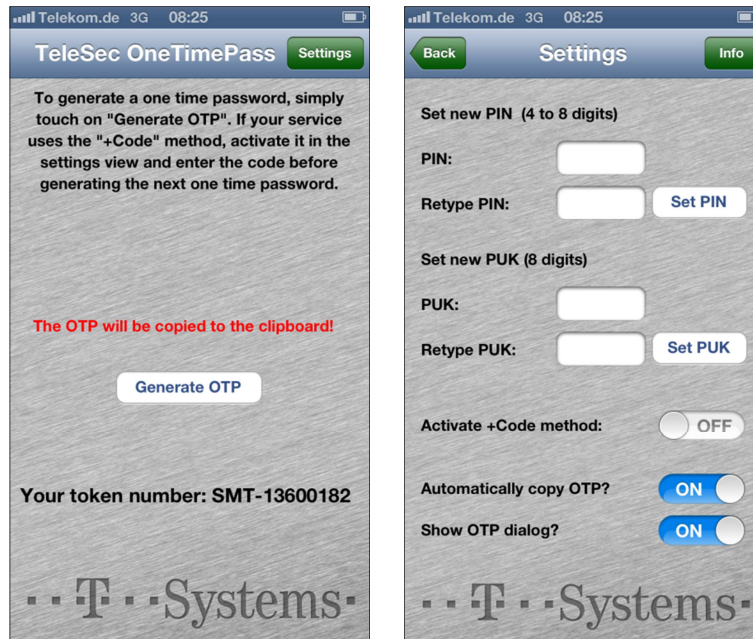 Telekom.de 3G 08:25
TeleSec OneTimePass
Settings
To generate a one time password, simply
touch on "Generate OTP". If your service
uses the "+Code" method, activate it in the
settings view and enter the code before
generating the next one time password.
The OTP will be copied to the clipboard!
Generate OTP
Your token number: SMT-13600182
T Systems
Telekom.de 3G 08:25
Back
Settings
Info
Set new PIN (4 to 8 digits)
PIN:
Retype PIN:
Set PIN
Set new PUK (8 digits)
PUK:
Retype PUK:
Set PUK
Activate +Code method:
OFF
Automatically copy OTP?
ON
Show OTP dialog?
ON
T Systems